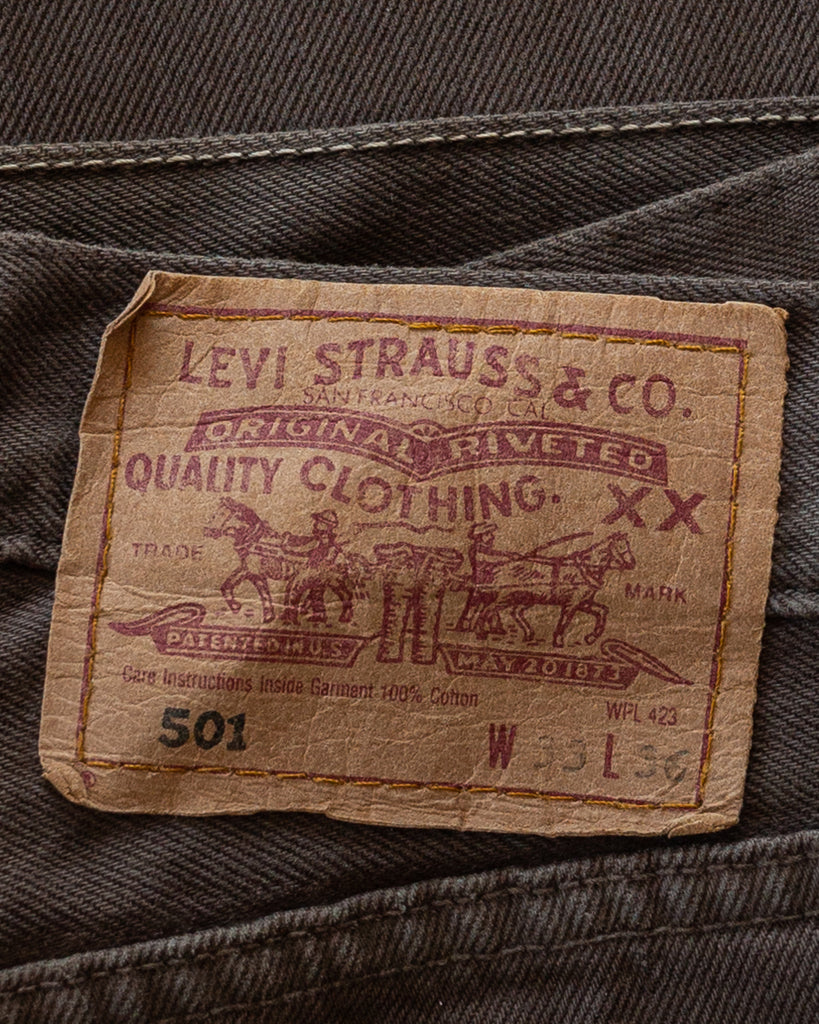 LEVI STRAUSS & CO.
SAN FRANCISCO CAL
ORIGINAL RIVETED
QUALITY CLOTHING. XX
TRADE MARK
PATENTED IN U.S. MAY 20 1873
Care Instructions Inside Garment 100% Cotton
WPL 423
501
W 33 L 36
®